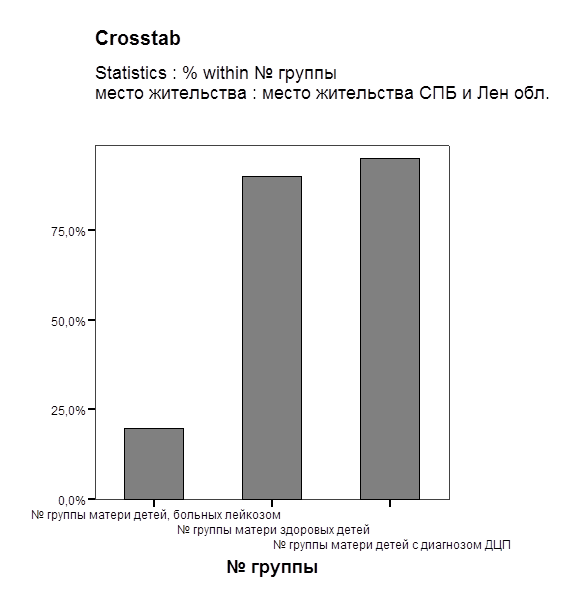 Crosstab
Statistics : % within № группы
место жительства : место жительства СПБ и Лен обл.
75,0%
50,0%
25,0%
0,0%
№ группы матери детей, больных лейкозом
№ группы матери здоровых детей
№ группы матери детей с диагнозом ДЦП
№ группы